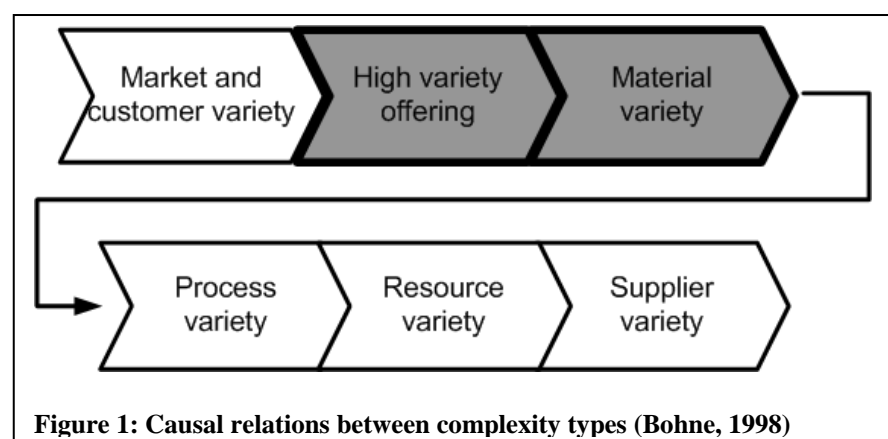 Market and
customer variety
High variety
offering
Material
variety
Process
variety
Resource
variety
Supplier
variety
Figure 1: Causal relations between complexity types (Bohne, 1998)